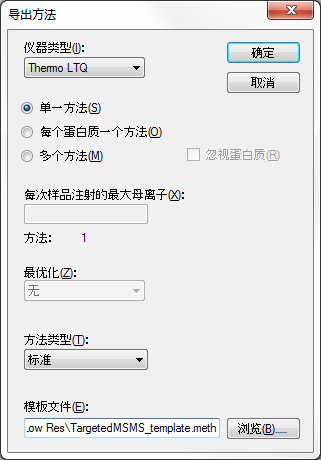 导出方法
仪器类型(I):
确定
Thermo LTQ
取消
单一方法(S)
每个蛋白质一个方法(O)
多个方法(M)
忽视蛋白质(R)
每次样品注射的最大母离子(X):
方法: 1
最优化(Z):
无
方法类型(T):
标准
模板文件(E):
.ow Res\TargetedMSMS_template.meth
浏览(B)......